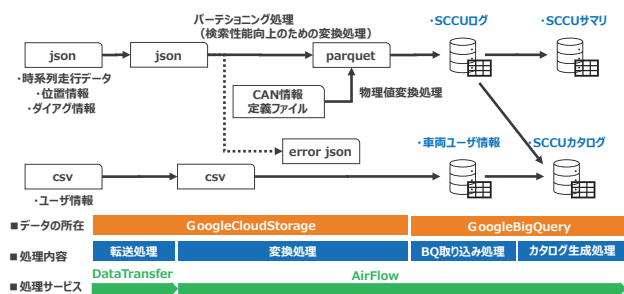 パーテショニング処理
（検索性能向上のための変換処理）
・SCCUログ
・SCCUサマリ
json
json
parquet
・時系列走行データ
・位置情報
・ダイアグ情報
CAN情報
定義ファイル
物理値変換処理
error json
・車両ユーザ情報
・SCCUカタログ
csv
csv
・ユーザ情報
■データの所在
GoogleCloudStorage
GoogleBigQuery
■処理内容
転送処理
変換処理
BQ取り込み処理
カタログ生成処理
DataTransfer
AirFlow
■処理サービス